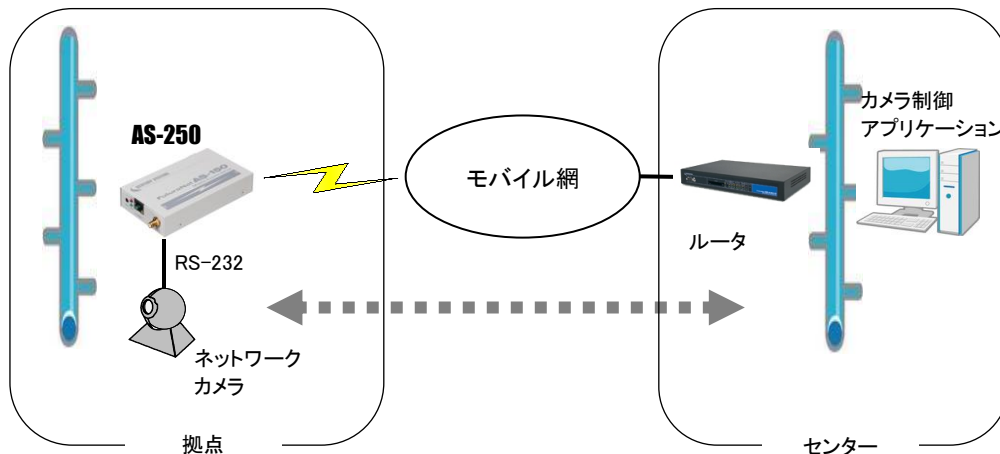 AS-250
RS-232
ネットワーク
カメラ
拠点
モバイル網
ルータ
カメラ制御
アプリケーション
センター